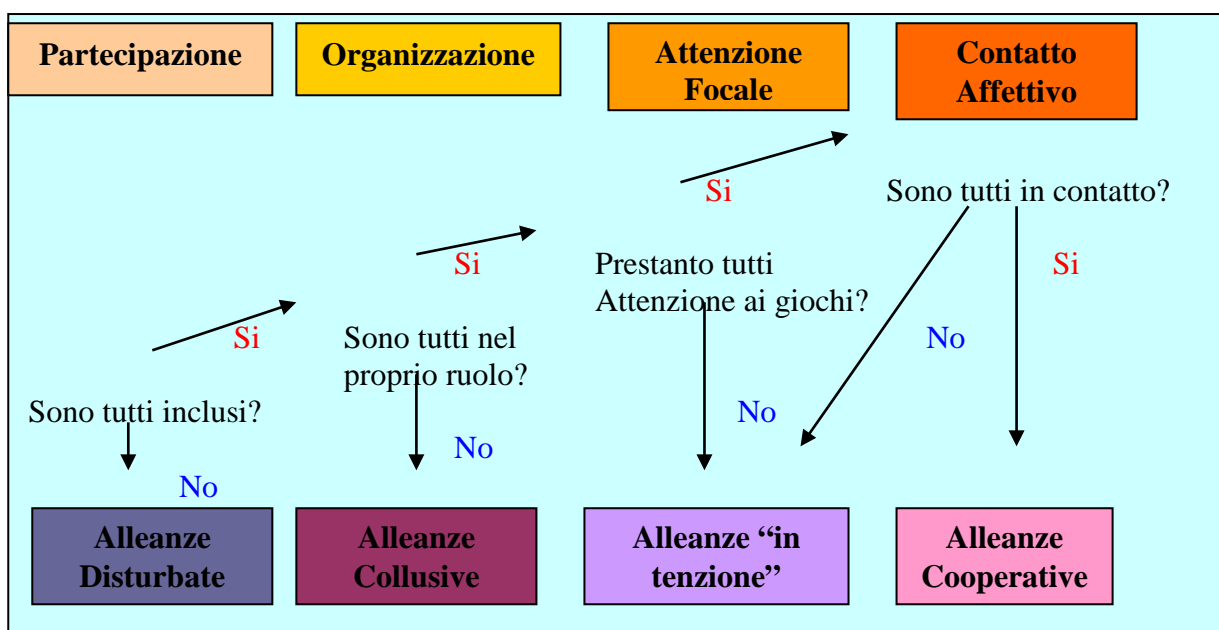 Partecipazione
Organizzazione
Attenzione
Focale
Contatto
Affettivo
Si
Sono tutti in contatto?
Si
Prestanto tutti
Attenzione ai giochi?
Si
Si
Sono tutti nel
proprio ruolo?
No
Sono tutti inclusi?
No
No
No
Alleanze
Disturbate
Alleanze
Collusive
Alleanze “in
tenzione”
Alleanze
Cooperative